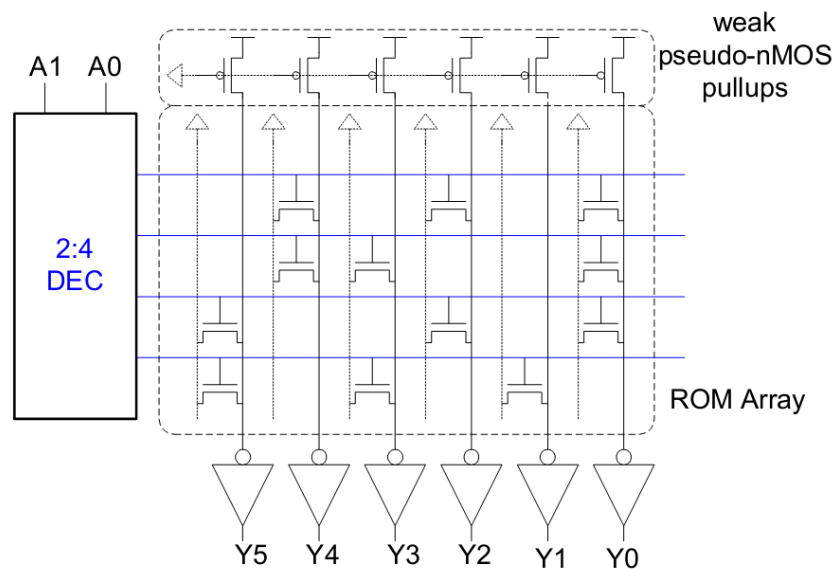 weak
pseudo-nMOS
pullups
A1 A0
2:4
DEC
ROM Array
Y5 Y4 Y3 Y2 Y1 Y0